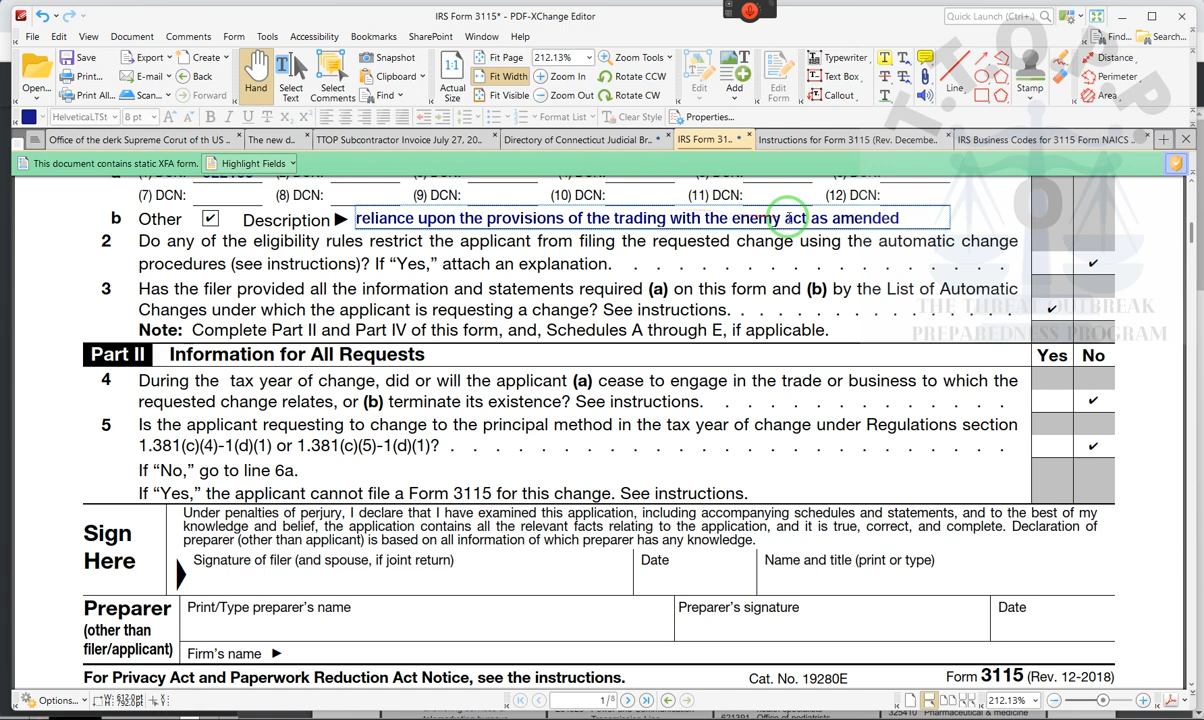 IRS Form 3115* - PDF-XChange Editor
Quick Launch (Ctrl+.)
File Edit View Document Comments Form Tools Accessibility Bookmarks SharePoint Window Help
Open... Save Print... Print All... Export E-mail Scan... Create Back Forward Hand Select Text Select Comments Snapshot Clipboard Find Actual Size Fit Page Fit Width Fit Visible 212.13% Zoom In Zoom Out Zoom Tools Rotate CCW Rotate CW Edit Add Edit Form Typewriter Text Box Callout Line Stamp Distance Perimeter Area Find... Search...
HelveticaLTSt 8 pt Format List Clear Style Properties...
Office of the clerk Supreme Corut of th US ... The new d... TTOP Subcontractor Invoice July 27, 20... Directory of Connecticut Judicial Br... * IRS Form 31... * Instructions for Form 3115 (Rev. Decembe... IRS Business Codes for 3115 Form NAICS ...
This document contains static XFA form. Highlight Fields
(7) DCN: (8) DCN: (9) DCN: (10) DCN: (11) DCN: (12) DCN:
b Other ✔ Description ▶ reliance upon the provisions of the trading with the enemy act as amended
2 Do any of the eligibility rules restrict the applicant from filing the requested change using the automatic change
procedures (see instructions)? If “Yes,” attach an explanation. ✔
3 Has the filer provided all the information and statements required (a) on this form and (b) by the List of Automatic
Changes under which the applicant is requesting a change? See instructions. ✔
Note: Complete Part II and Part IV of this form, and, Schedules A through E, if applicable.
Part II Information for All Requests Yes No
4 During the tax year of change, did or will the applicant (a) cease to engage in the trade or business to which the
requested change relates, or (b) terminate its existence? See instructions. ✔
5 Is the applicant requesting to change to the principal method in the tax year of change under Regulations section
1.381(c)(4)-1(d)(1) or 1.381(c)(5)-1(d)(1)? ✔
If “No,” go to line 6a.
If “Yes,” the applicant cannot file a Form 3115 for this change. See instructions.
Sign Here
Under penalties of perjury, I declare that I have examined this application, including accompanying schedules and statements, and to the best of my
knowledge and belief, the application contains all the relevant facts relating to the application, and it is true, correct, and complete. Declaration of
preparer (other than applicant) is based on all information of which preparer has any knowledge.
Signature of filer (and spouse, if joint return) Date Name and title (print or type)
Preparer (other than filer/applicant)
Print/Type preparer’s name Preparer’s signature Date
Firm’s name ▶
For Privacy Act and Paperwork Reduction Act Notice, see the instructions. Cat. No. 19280E Form 3115 (Rev. 12-2018)
Options... W: 612.0pt H: 792.0pt X: Y: 1/8 212.13%
T.T.O.P.P
THE THREAT OUTBREAK
PREPAREDNESS PROGRAM